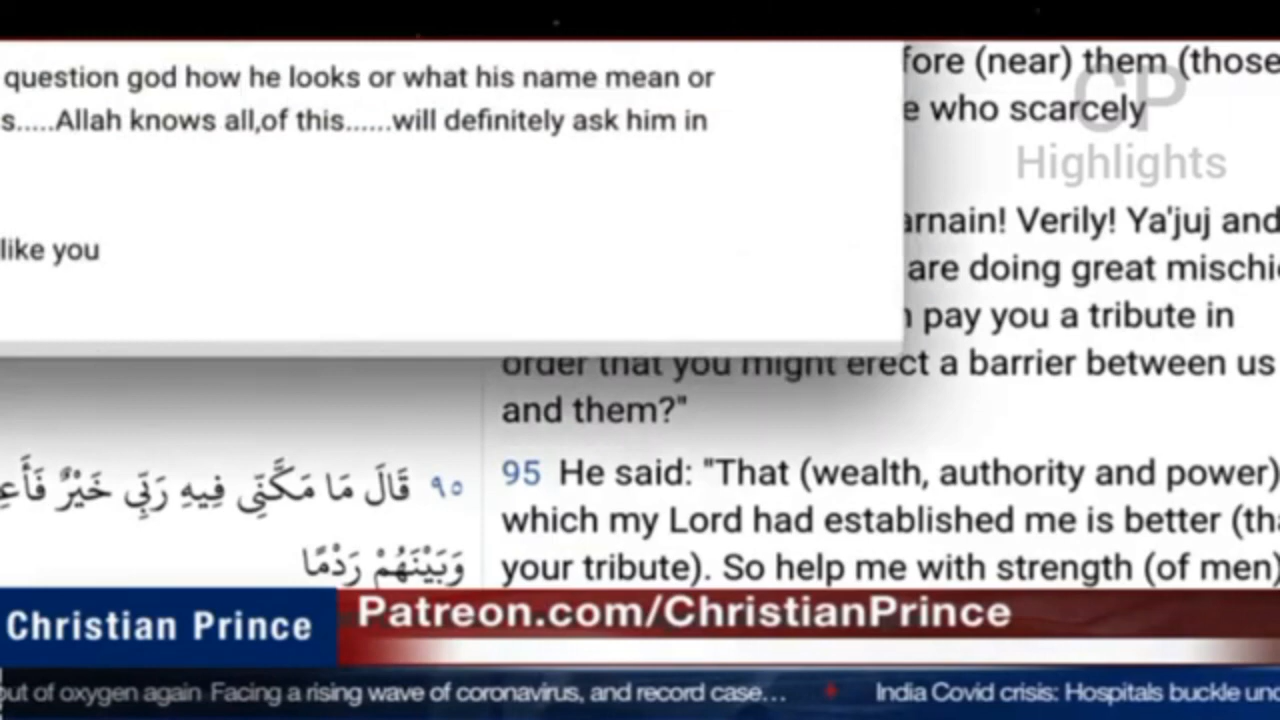 question god how he looks or what his name mean or
s.....Allah knows all,of this......will definitely ask him in
like you
fore (near) them (those
e who scarcely
CP
Highlights
arnain! Verily! Ya'juj and
are doing great mischi
pay you a tribute in
order that you might erect a barrier between us
and them?"
95 He said: "That (wealth, authority and power)
which my Lord had established me is better (tha
your tribute). So help me with strength (of men)
٩٥ قَالَ مَا مَكَّنِّى فِيهِ رَبِّى خَيْرٌ فَأَعِ
وَبَيْنَهُمْ رَدْمًا
Christian Prince
Patreon.com/ChristianPrince
out of oxygen again Facing a rising wave of coronavirus, and record case... India Covid crisis: Hospitals buckle und